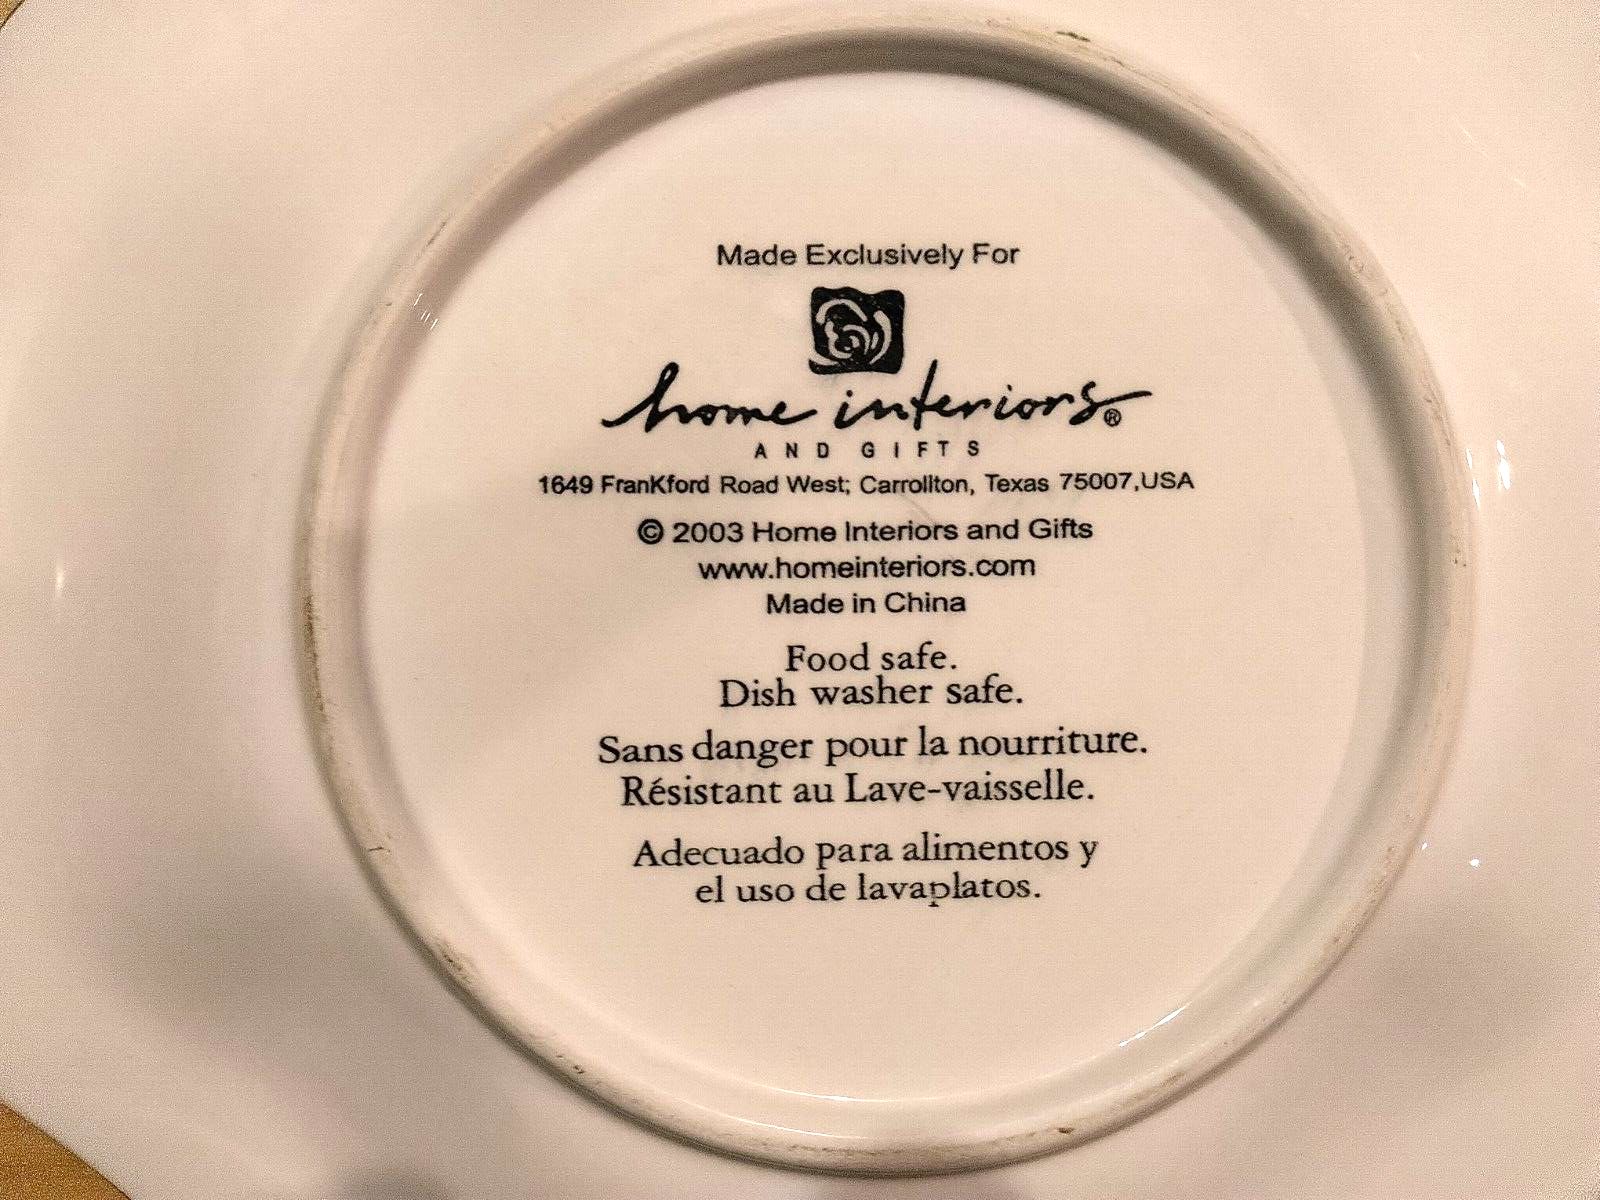 Made Exclusively For
home interiors®
AND GIFTS
1649 FranKford Road West; Carrollton, Texas 75007,USA
© 2003 Home Interiors and Gifts
www.homeinteriors.com
Made in China
Food safe.
Dish washer safe.
Sans danger pour la nourriture.
Résistant au Lave-vaisselle.
Adecuado para alimentos y
el uso de lavaplatos.